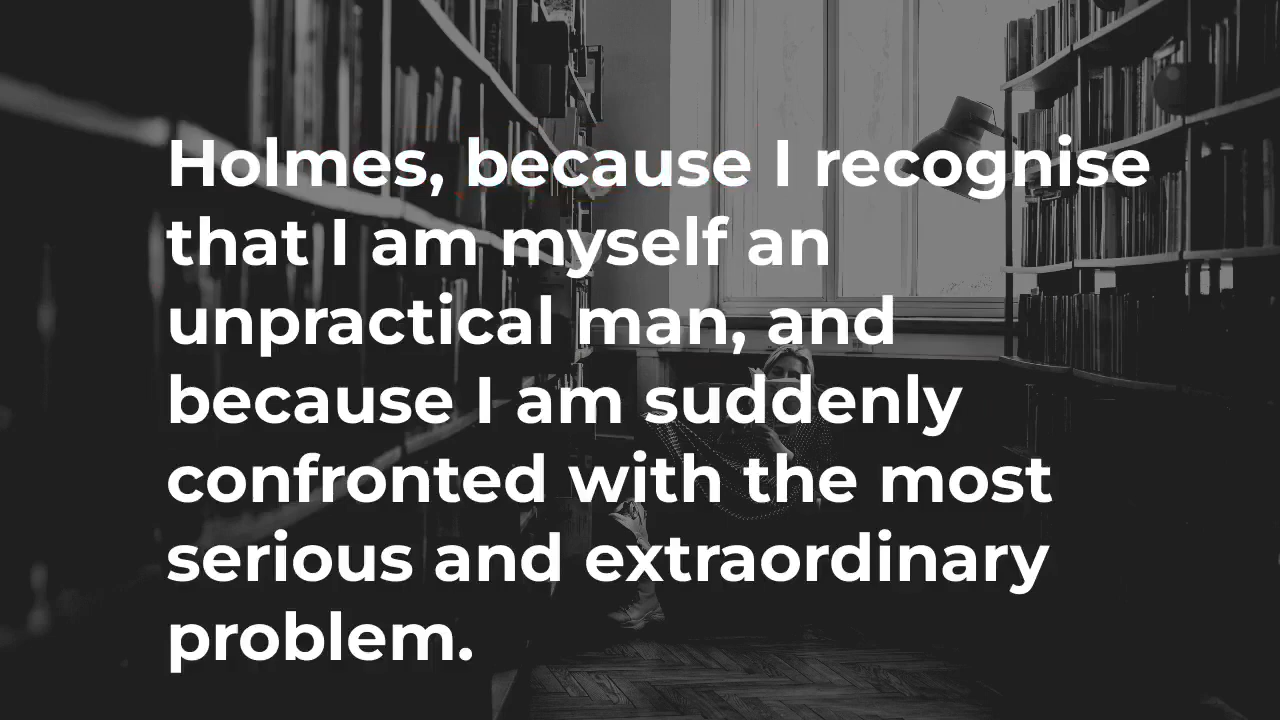 Holmes, because I recognise
that I am myself an
unpractical man, and
because I am suddenly
confronted with the most
serious and extraordinary
problem.